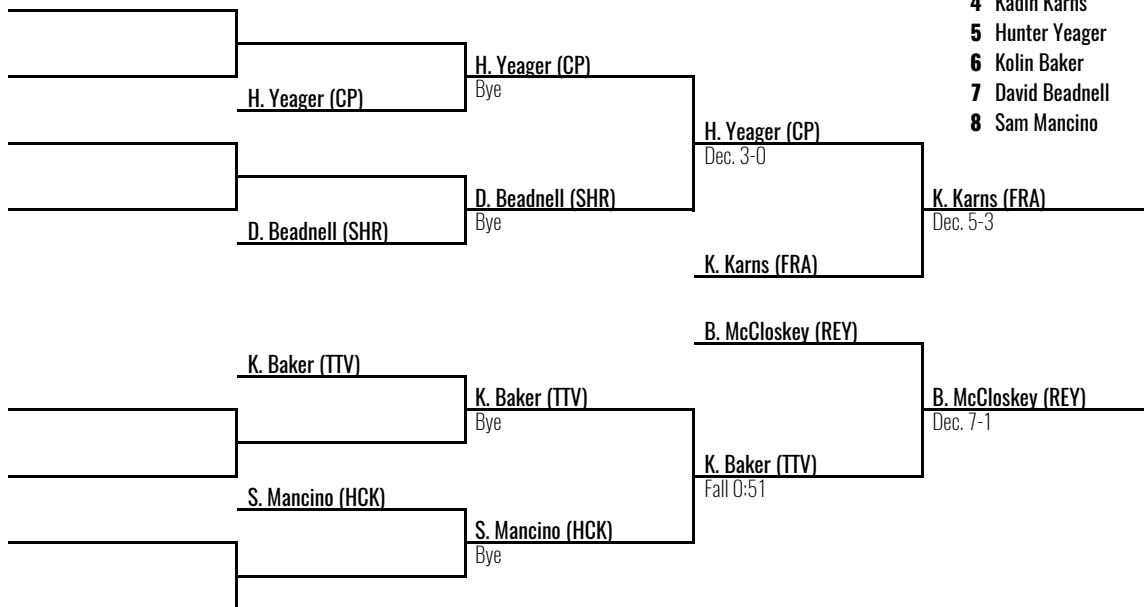 4 Kadin Karns
5 Hunter Yeager
6 Kolin Baker
7 David Beadnell
8 Sam Mancino
H. Yeager (CP)
H. Yeager (CP)
Bye
D. Beadnell (SHR)
D. Beadnell (SHR)
Bye
H. Yeager (CP)
Dec. 3-0
K. Karns (FRA)
K. Karns (FRA)
Dec. 5-3
K. Baker (TTV)
K. Baker (TTV)
Bye
S. Mancino (HCK)
S. Mancino (HCK)
Bye
B. McCloskey (REY)
K. Baker (TTV)
Fall 0:51
B. McCloskey (REY)
Dec. 7-1